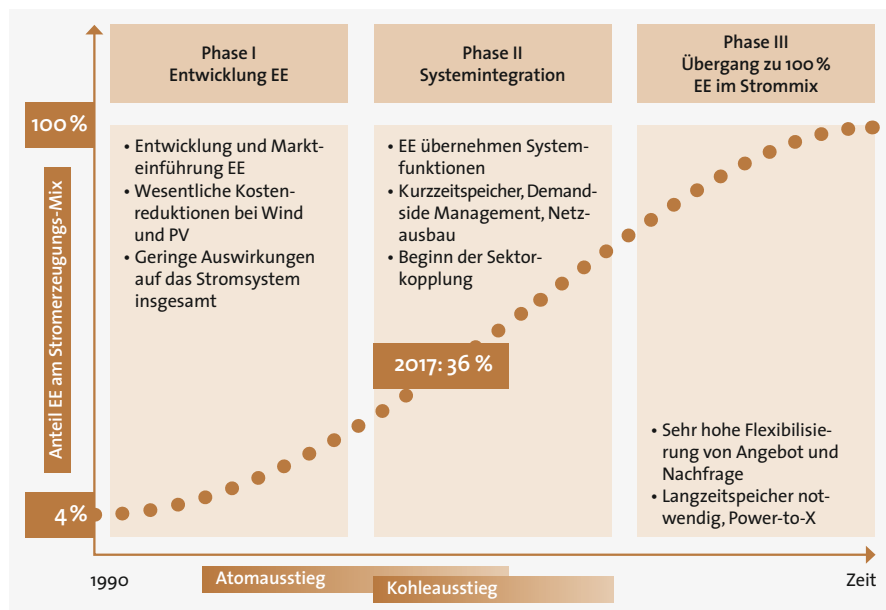 Phase I
Entwicklung EE
Phase II
Systemintegration
Phase III
Übergang zu 100 %
EE im Strommix
100 %
Anteil EE am Stromerzeugungs-Mix
4 %
• Entwicklung und Markt-
einführung EE
• Wesentliche Kosten-
reduktionen bei Wind
und PV
• Geringe Auswirkungen
auf das Stromsystem
insgesamt
• EE übernehmen System-
funktionen
• Kurzzeitspeicher, Demand-
side Management, Netz-
ausbau
• Beginn der Sektor-
kopplung
2017: 36 %
• Sehr hohe Flexibilisie-
rung von Angebot und
Nachfrage
• Langzeitspeicher not-
wendig, Power-to-X
1990
Atomausstieg
Kohleausstieg
Zeit